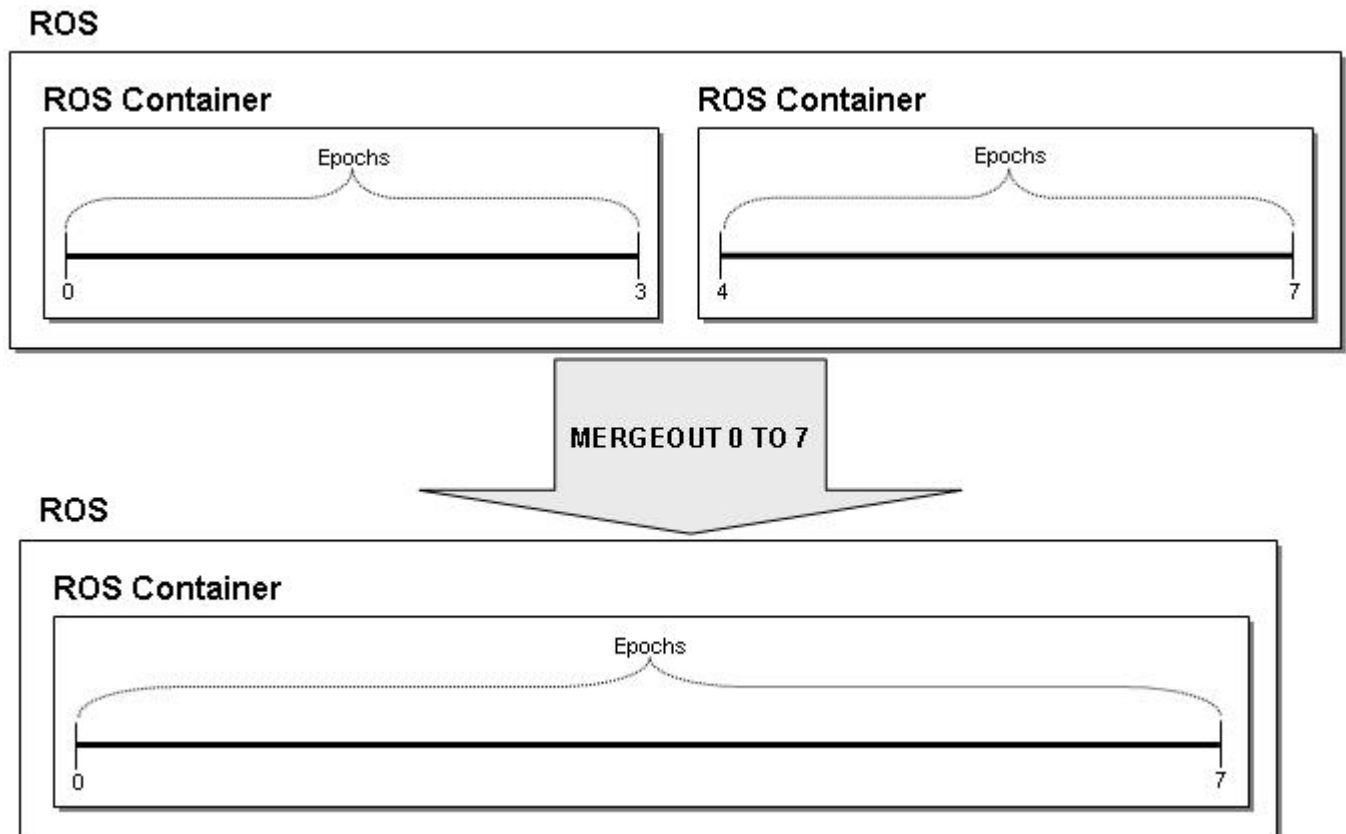 ROS
ROS Container
ROS Container
Epochs
Epochs
0
3
4
7
MERGEOUT 0 TO 7
ROS
ROS Container
Epochs
0
7